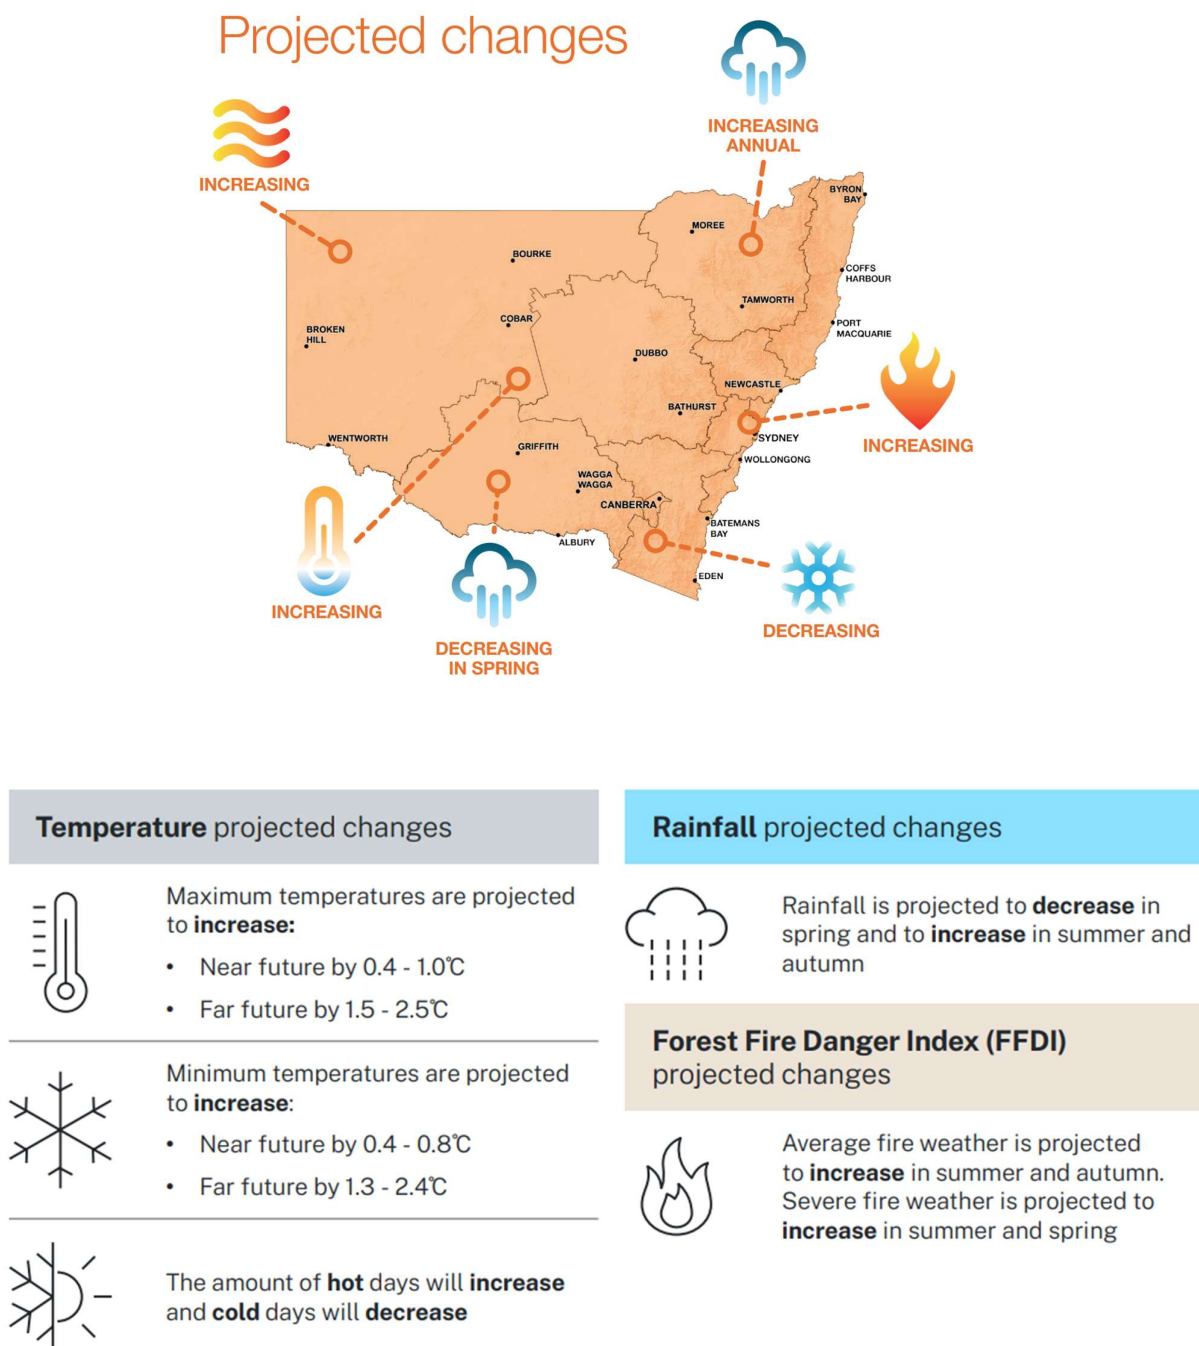 Projected changes
INCREASING
ANNUAL
INCREASING
BYRON
BAY
MOREE
BOURKE
COFFS
HARBOUR
TAMWORTH
COBAR
PORT
MACQUARIE
BROKEN
HILL
DUBBO
NEWCASTLE
BATHURST
INCREASING
SYDNEY
WENTWORTH
GRIFFITH
WOLLONGONG
WAGGA
WAGGA
CANBERRA
BATEMANS
BAY
ALBURY
EDEN
INCREASING
DECREASING
DECREASING
IN SPRING
Temperature projected changes
Maximum temperatures are projected
to increase:
• Near future by 0.4 - 1.0℃
• Far future by 1.5 - 2.5℃
Minimum temperatures are projected
to increase:
• Near future by 0.4 - 0.8℃
• Far future by 1.3 - 2.4℃
The amount of hot days will increase
and cold days will decrease
Rainfall projected changes
Rainfall is projected to decrease in
spring and to increase in summer and
autumn
Forest Fire Danger Index (FFDI)
projected changes
Average fire weather is projected
to increase in summer and autumn.
Severe fire weather is projected to
increase in summer and spring